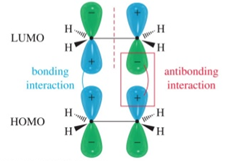 − +
H H
LUMO
H H
+ −
bonding antibonding
interaction interaction
+ +
H H
HOMO
H H
− −